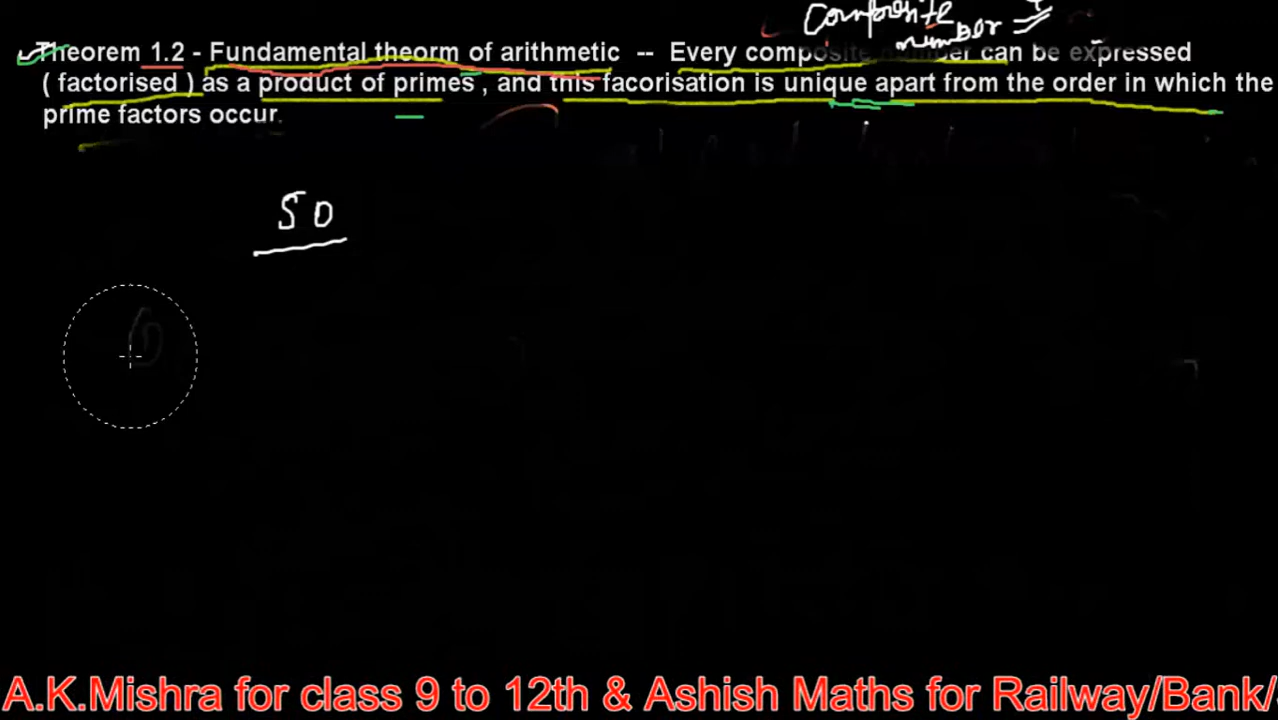 Composite
number
Theorem 1.2 - Fundamental theorm of arithmetic -- Every composite number can be expressed
( factorised ) as a product of primes , and this facorisation is unique apart from the order in which the
prime factors occur.
50
A.K.Mishra for class 9 to 12th & Ashish Maths for Railway/Bank/